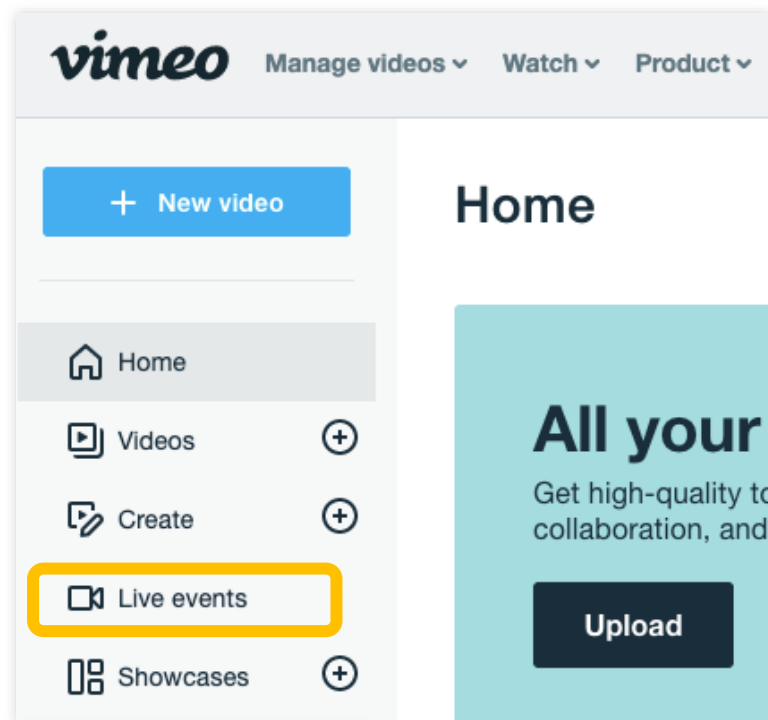 vimeo Manage videos Watch Product
+ New video
Home
Home
Videos
Create
Live events
Showcases
All your
Get high-quality to
collaboration, and
Upload